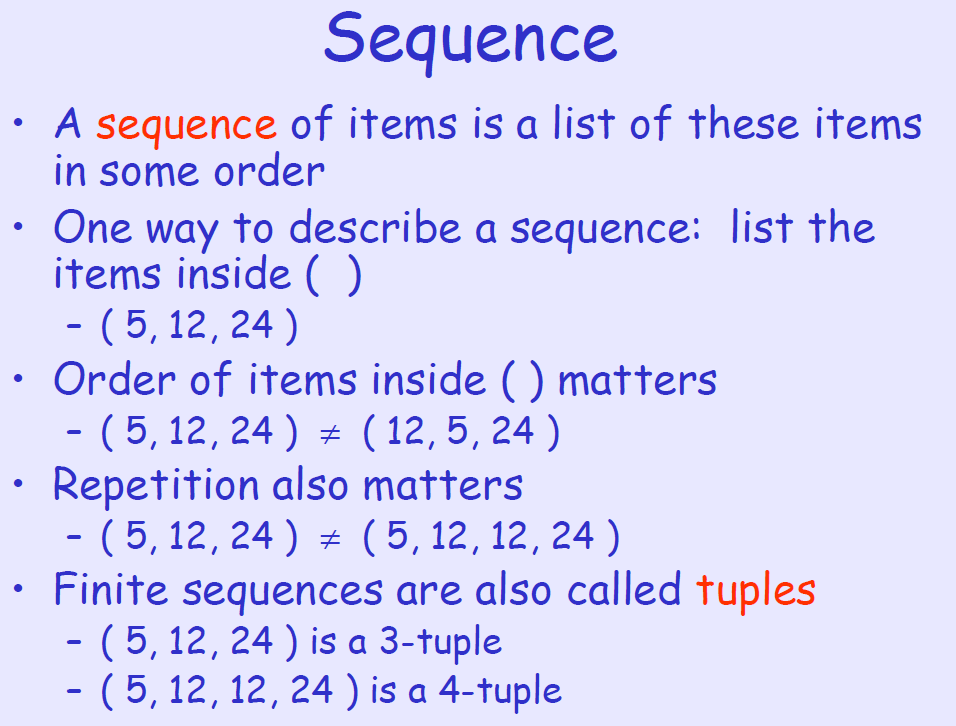 Sequence
• A sequence of items is a list of these items
in some order
• One way to describe a sequence: list the
items inside ( )
– ( 5, 12, 24 )
• Order of items inside ( ) matters
– ( 5, 12, 24 ) ≠ ( 12, 5, 24 )
• Repetition also matters
– ( 5, 12, 24 ) ≠ ( 5, 12, 12, 24 )
• Finite sequences are also called tuples
– ( 5, 12, 24 ) is a 3-tuple
– ( 5, 12, 12, 24 ) is a 4-tuple